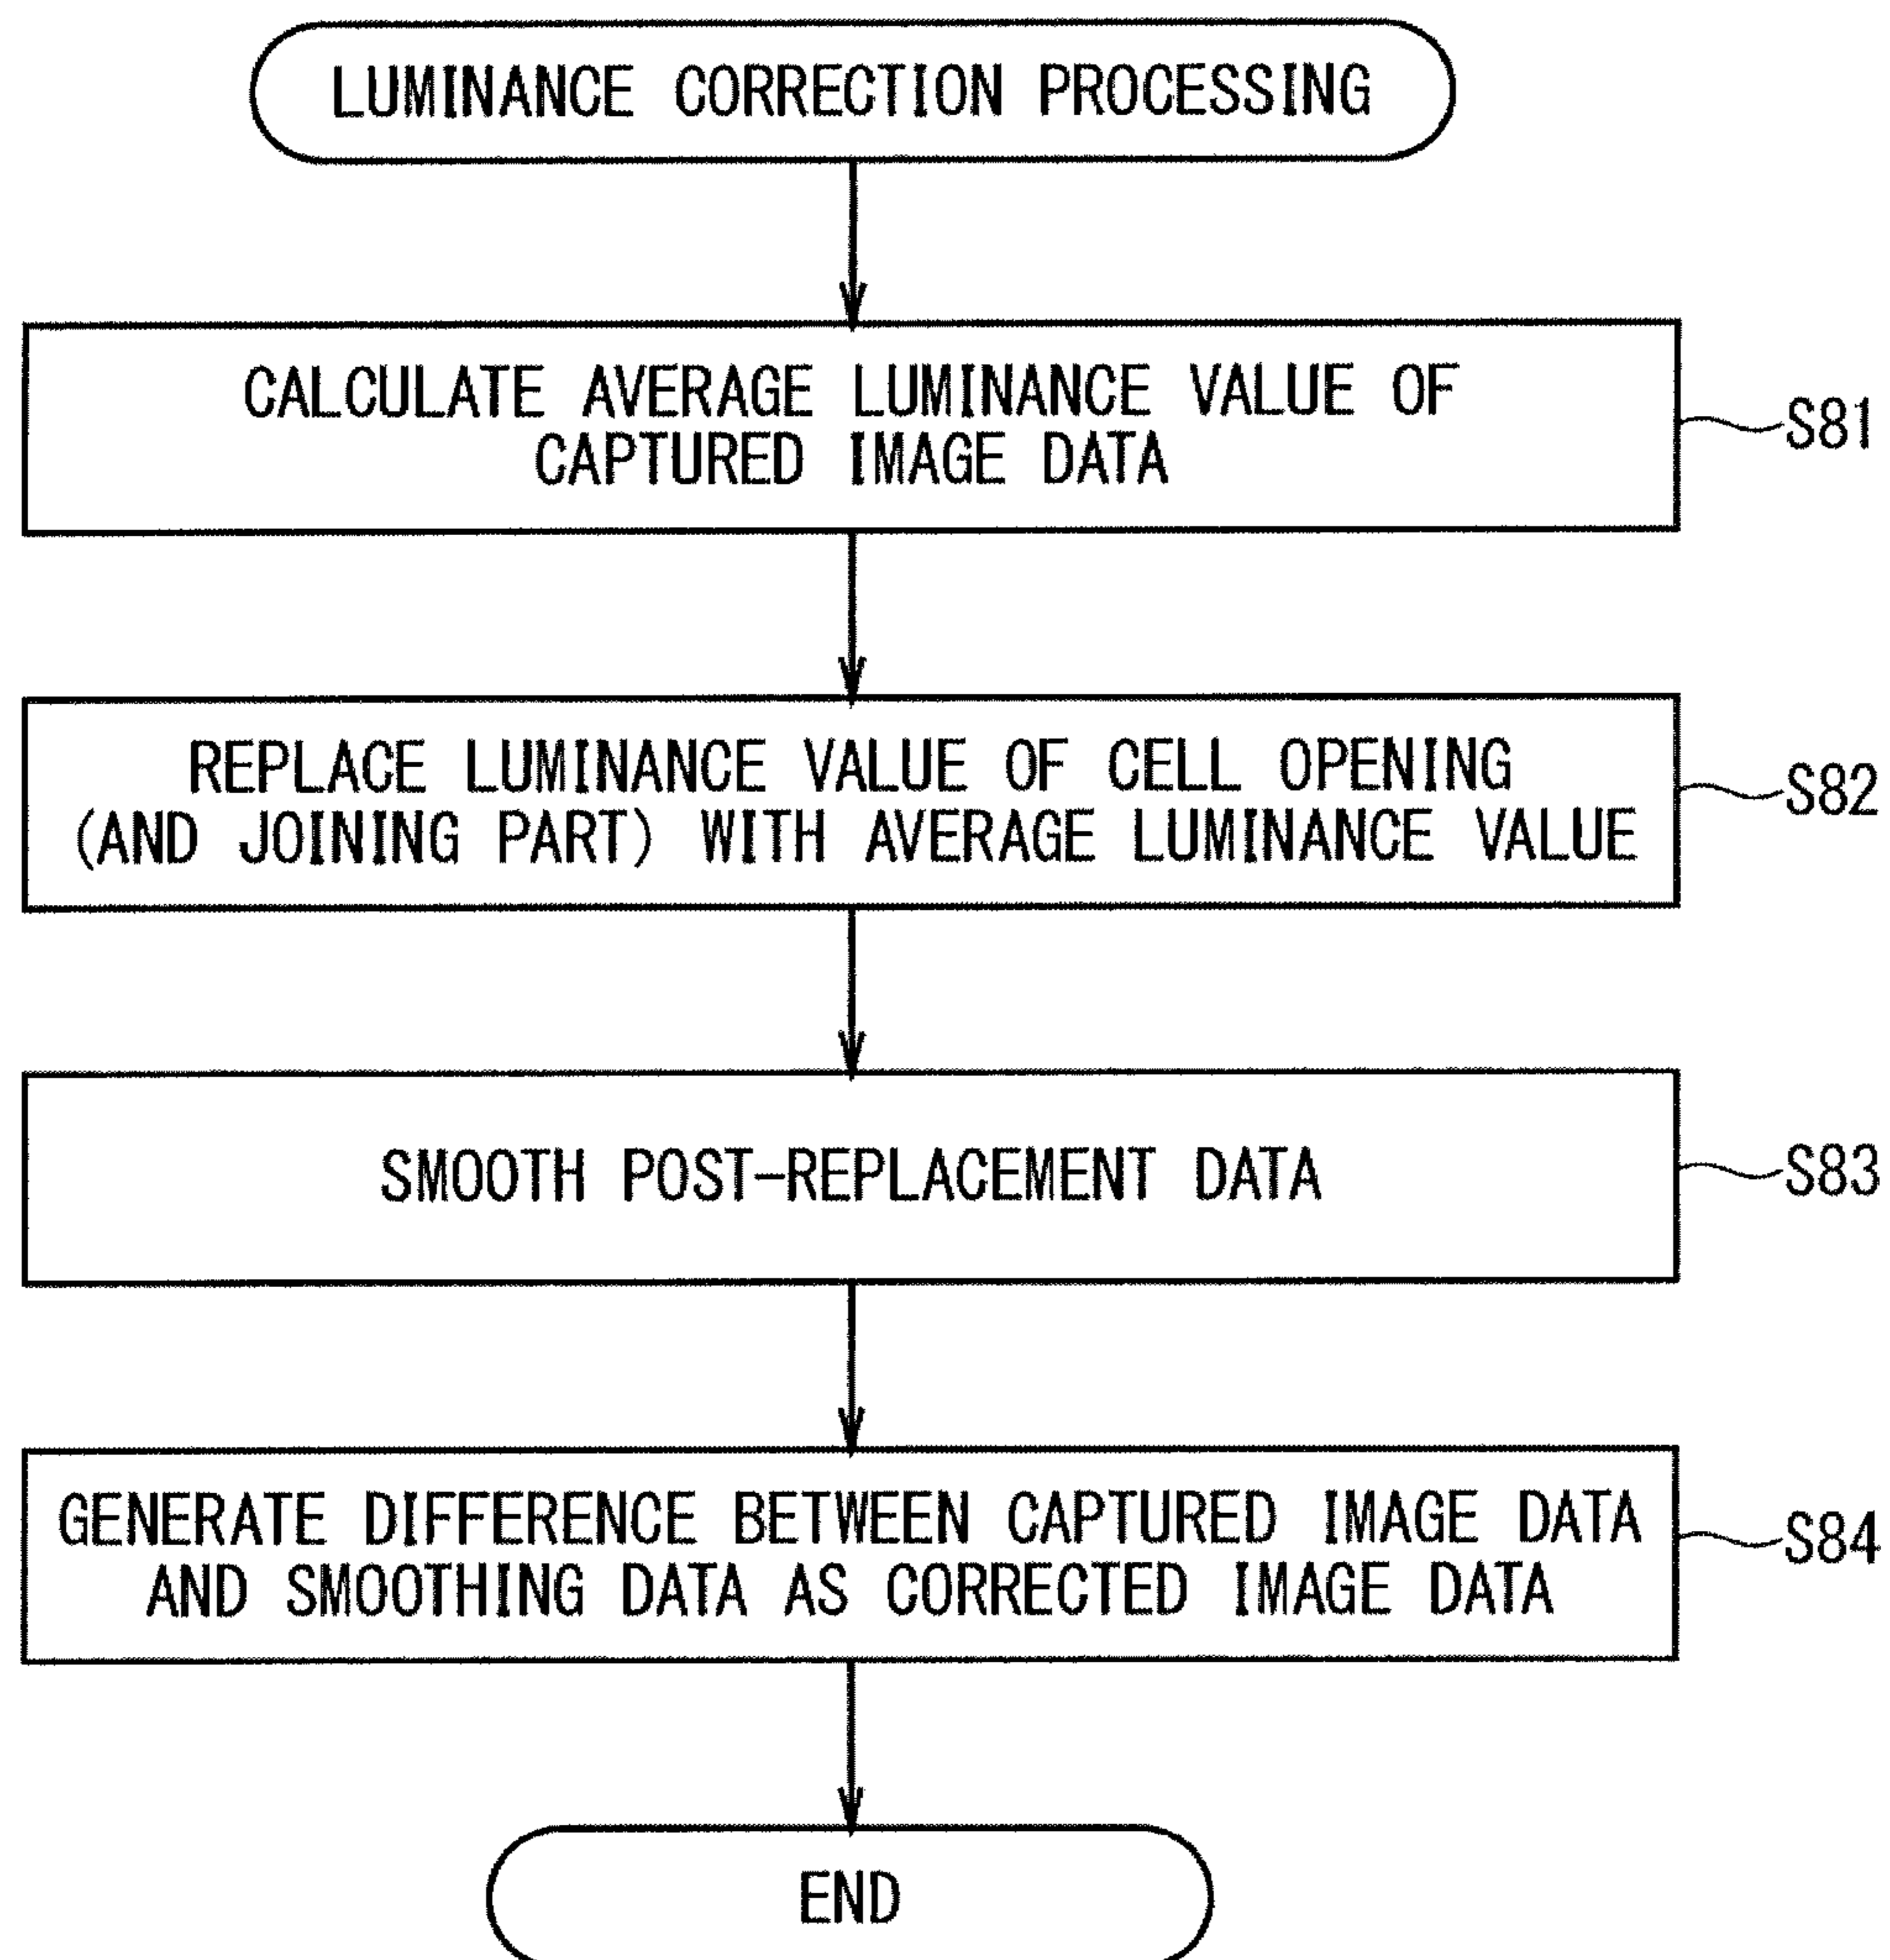 LUMINANCE CORRECTION PROCESSING
CALCULATE AVERAGE LUMINANCE VALUE OF
CAPTURED IMAGE DATA
S81
REPLACE LUMINANCE VALUE OF CELL OPENING
(AND JOINING PART) WITH AVERAGE LUMINANCE VALUE
S82
SMOOTH POST-REPLACEMENT DATA
S83
GENERATE DIFFERENCE BETWEEN CAPTURED IMAGE DATA
AND SMOOTHING DATA AS CORRECTED IMAGE DATA
S84
END